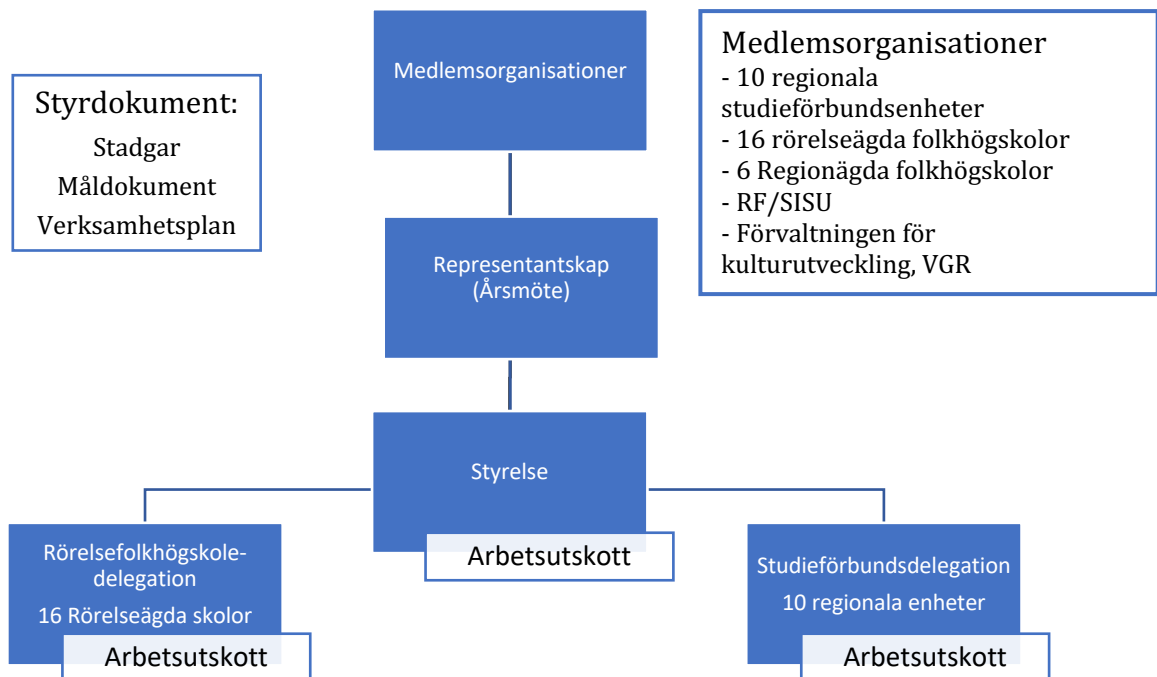 Medlemsorganisationer
Styrdokument:
Stadgar
Måldokument
Verksamhetsplan
Medlemsorganisationer
- 10 regionala
studieförbundsenheter
- 16 rörelseägda folkhögskolor
- 6 Regionägda folkhögskolor
- RF/SISU
- Förvaltningen för
kulturutveckling, VGR
Representantskap
(Årsmöte)
Styrelse
Arbetsutskott
Rörelsefolkhögskole-
delegation
16 Rörelseägda skolor
Arbetsutskott
Studieförbundsdelegation
10 regionala enheter
Arbetsutskott